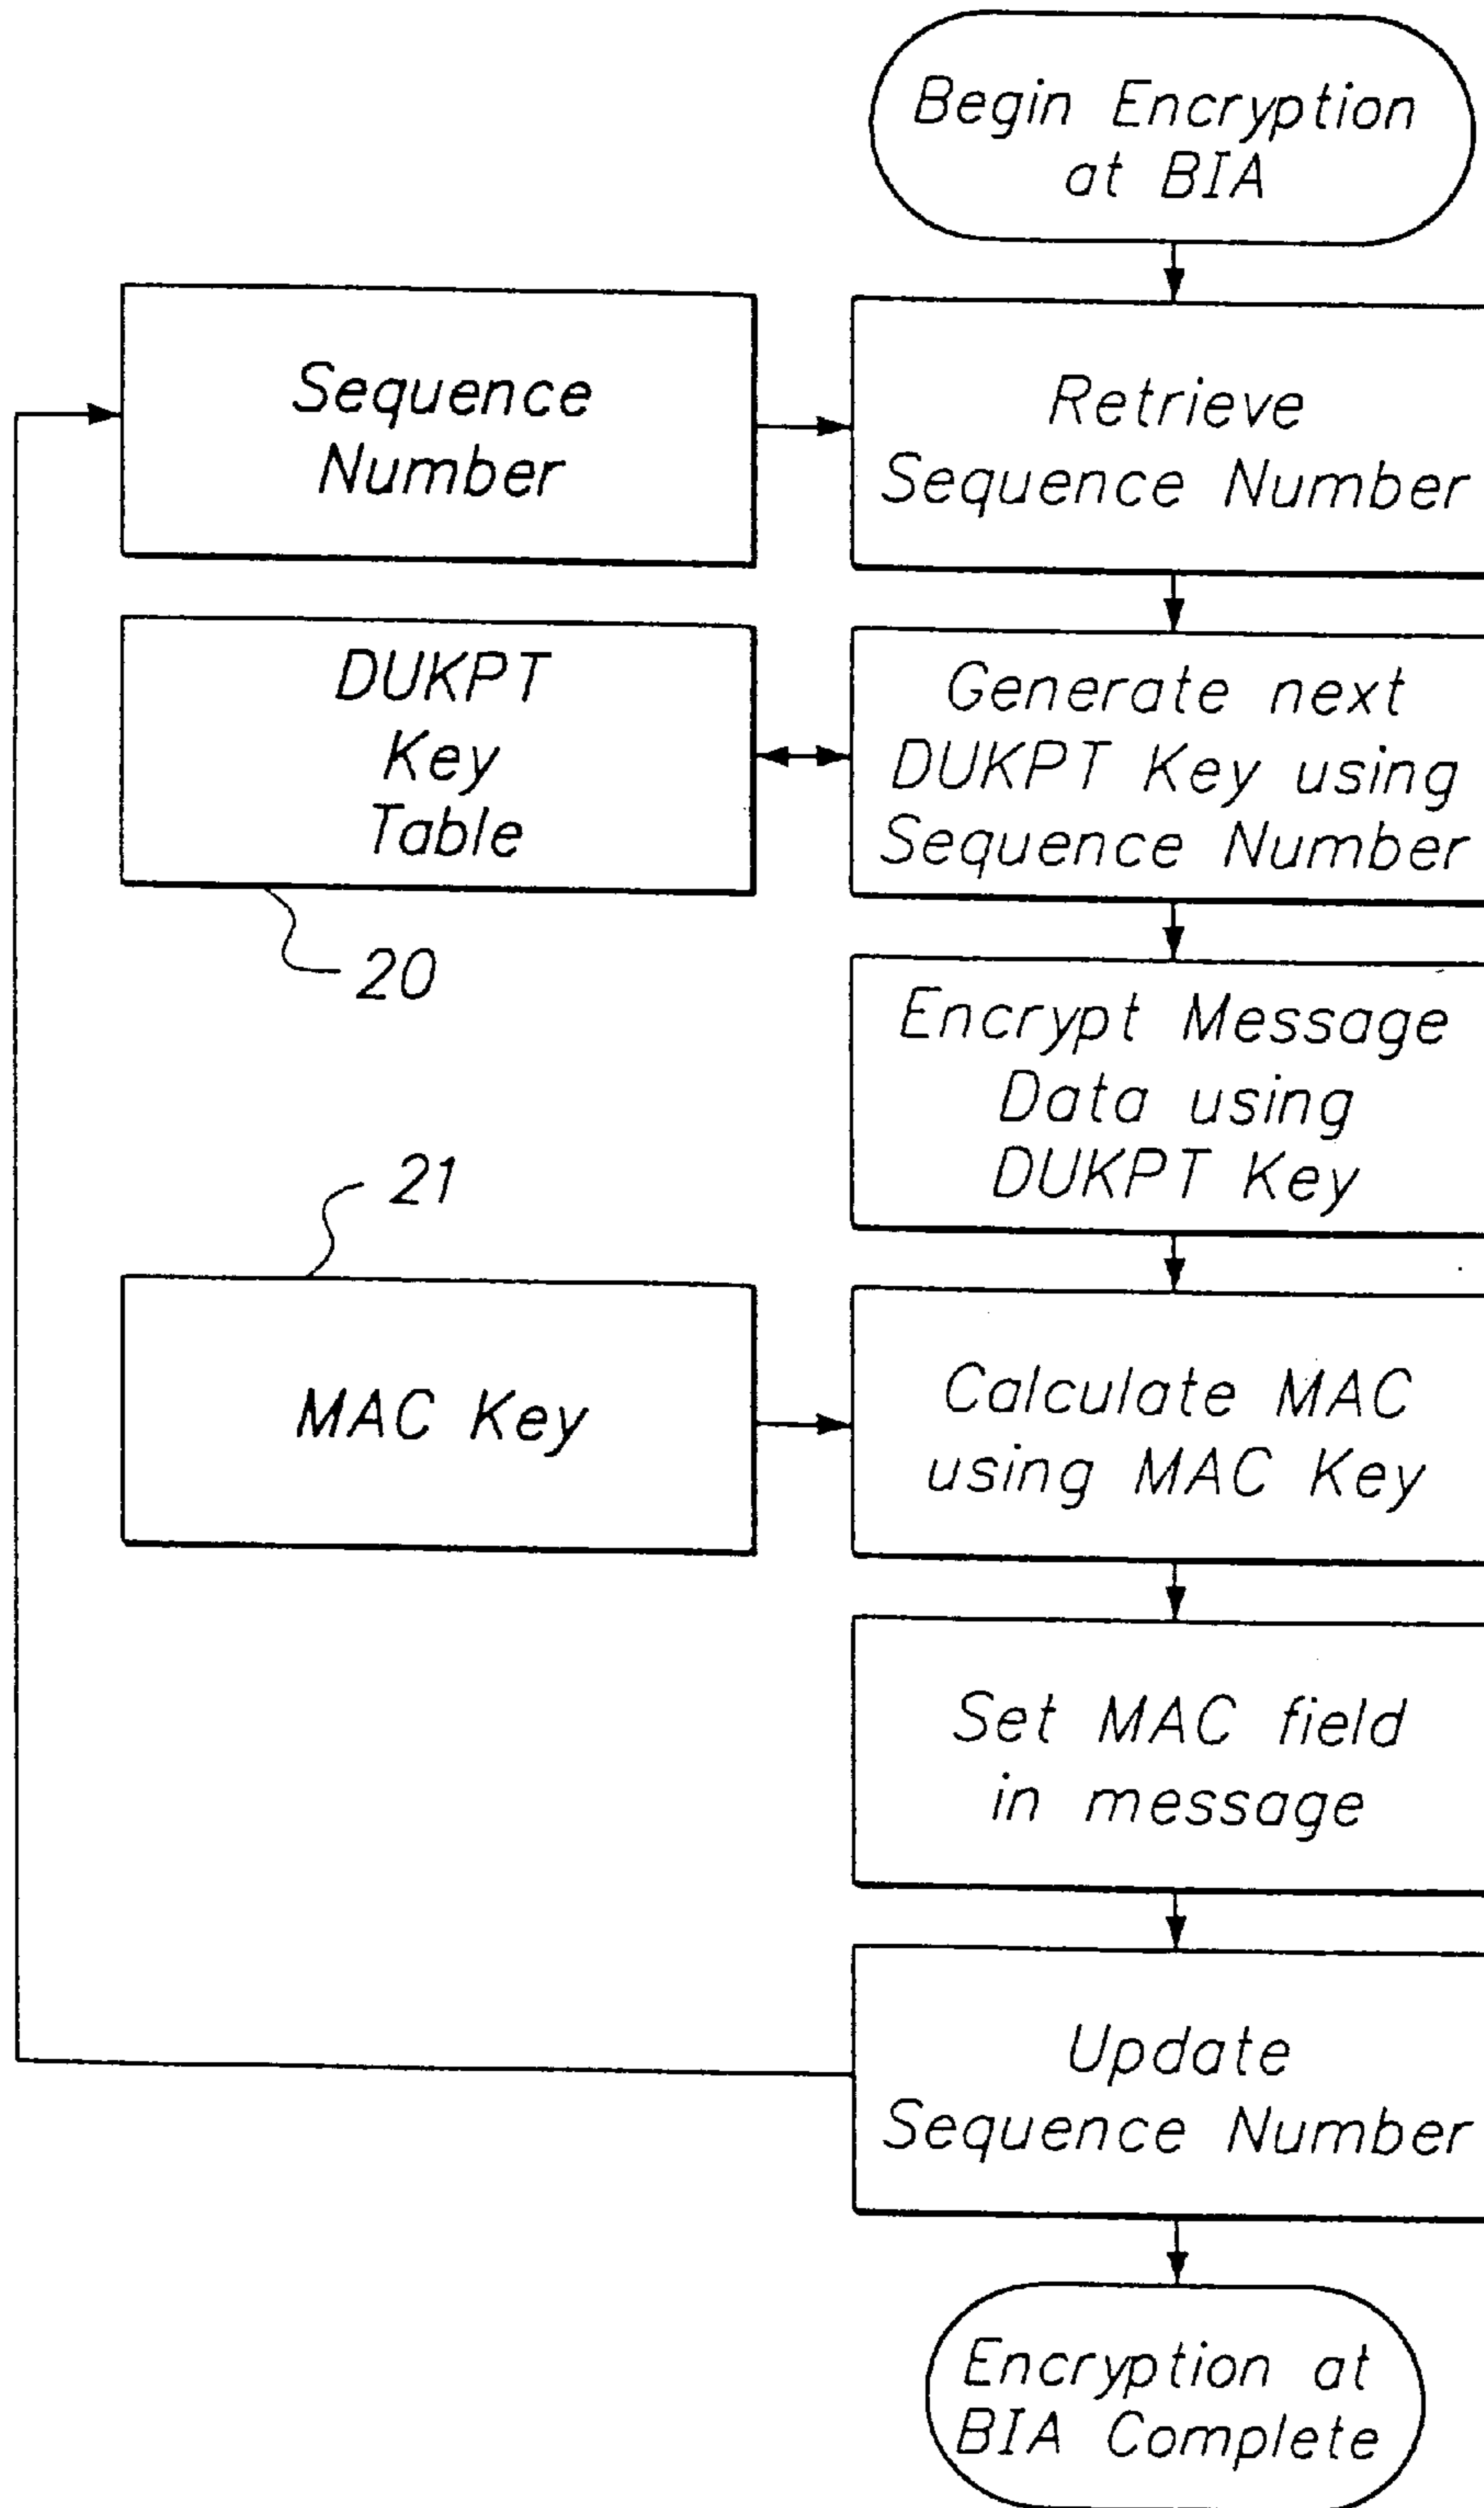 Begin Encryption
at BIA
Sequence
Number
Retrieve
Sequence Number
DUKPT
Key
Table
Generate next
DUKPT Key using
Sequence Number
20
Encrypt Message
Data using
DUKPT Key
21
MAC Key
Calculate MAC
using MAC Key
Set MAC field
in message
Update
Sequence Number
Encryption at
BIA Complete